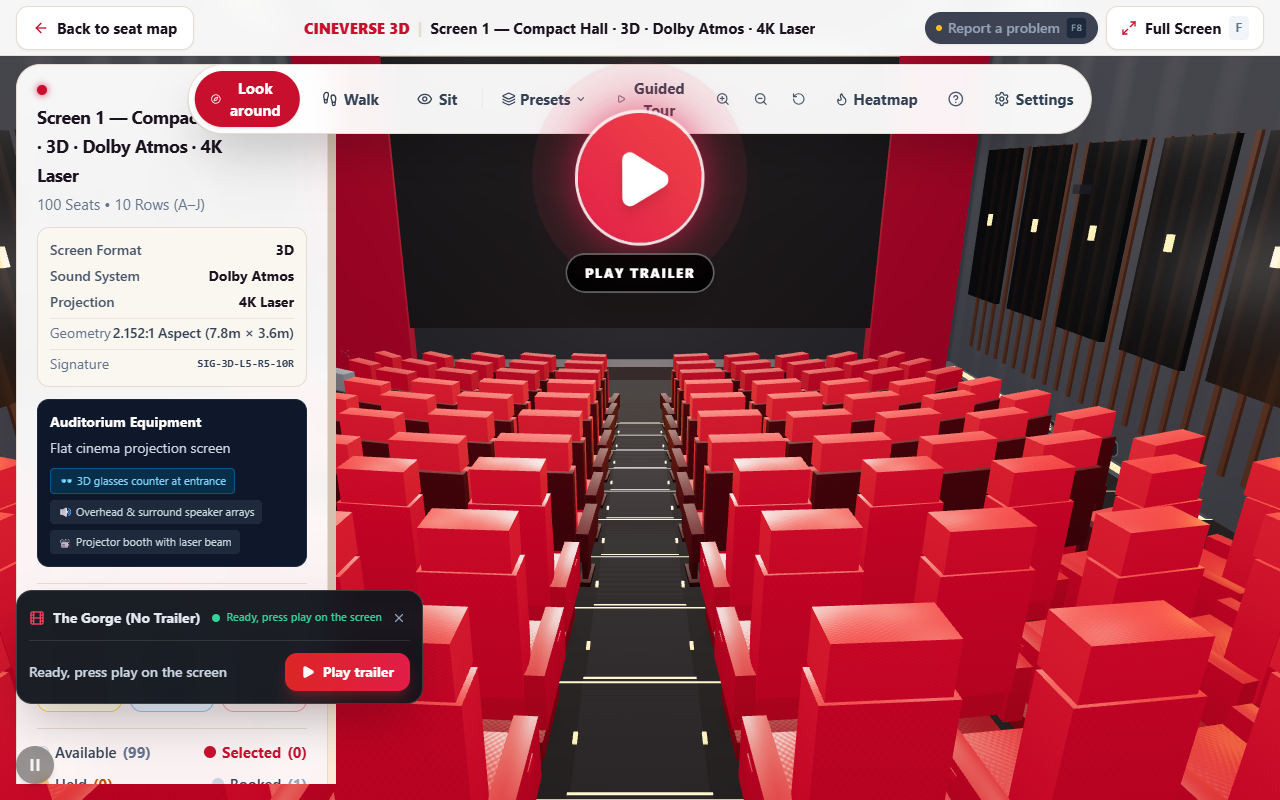 Back to seat map
CINEVERSE 3D | Screen 1 — Compact Hall · 3D · Dolby Atmos · 4K Laser
Report a problem F8
Full Screen F
Look around
Walk
Sit
Presets
Guided Tour
Heatmap
Settings
Screen 1 — Compac
· 3D · Dolby Atmos · 4K
Laser
100 Seats • 10 Rows (A–J)
Screen Format 3D
Sound System Dolby Atmos
Projection 4K Laser
Geometry 2.152:1 Aspect (7.8m × 3.6m)
Signature SIG-3D-L5-R5-10R
Auditorium Equipment
Flat cinema projection screen
3D glasses counter at entrance
Overhead & surround speaker arrays
Projector booth with laser beam
PLAY TRAILER
The Gorge (No Trailer) Ready, press play on the screen
Ready, press play on the screen Play trailer
Available (99) Selected (0)
Held (0) Booked (1)